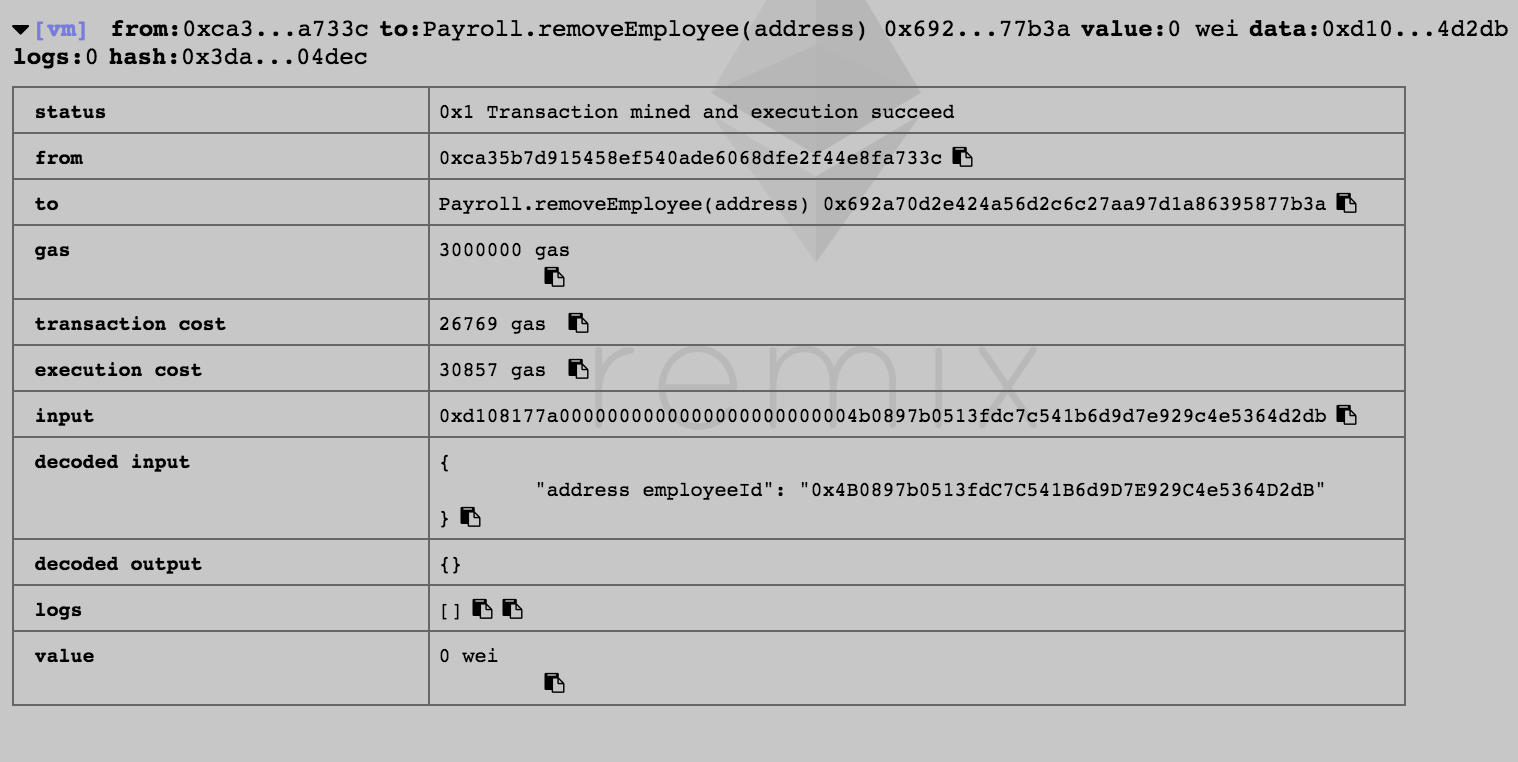 [vm] from:0xca3...a733c to:Payroll.removeEmployee(address) 0x692...77b3a value:0 wei data:0xd10...4d2db
logs:0 hash:0x3da...04dec
status 0x1 Transaction mined and execution succeed
from 0xca35b7d915458ef540ade6068dfe2f44e8fa733c
to Payroll.removeEmployee(address) 0x692a70d2e424a56d2c6c27aa97d1a86395877b3a
gas 3000000 gas
transaction cost 26769 gas
execution cost 30857 gas
remix
input 0xd108177a0000000000000000000000004b0897b0513fdc7c541b6d9d7e929c4e5364d2db
decoded input {
"address employeeId": "0x4B0897b0513fdC7C541B6d9D7E929C4e5364D2dB"
}
decoded output {}
logs []
value 0 wei